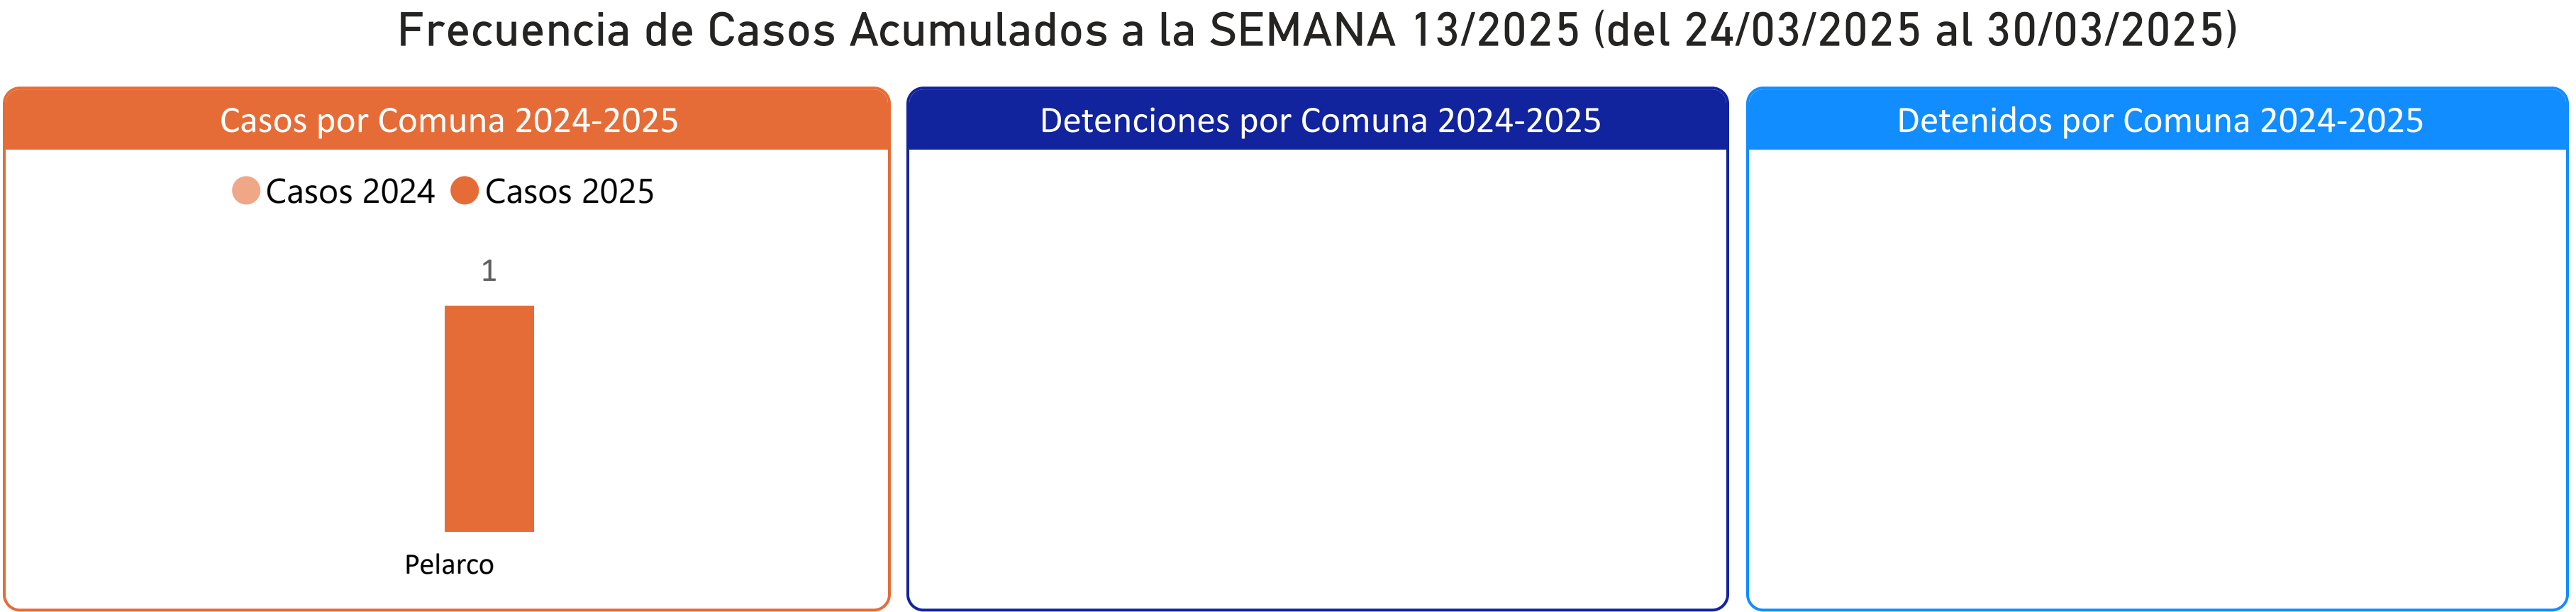 Frecuencia de Casos Acumulados a la SEMANA 13/2025 (del 24/03/2025 al 30/03/2025)
Casos por Comuna 2024-2025
Casos 2024 Casos 2025
1
Pelarco
Detenciones por Comuna 2024-2025
Detenidos por Comuna 2024-2025